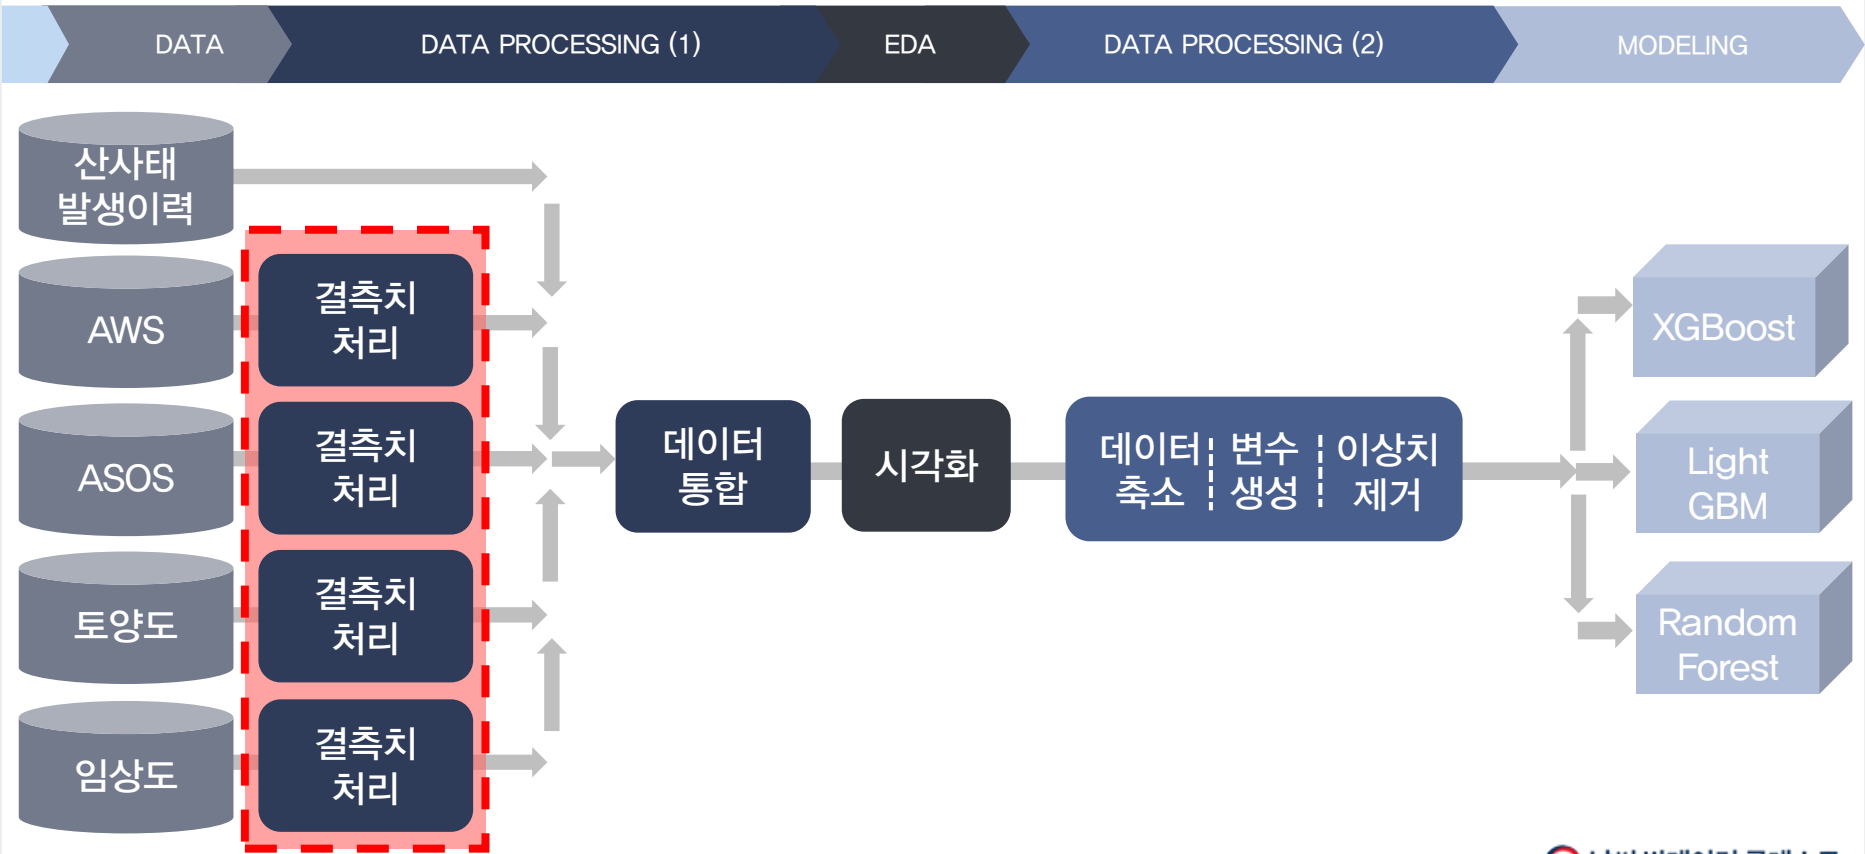 DATA
DATA PROCESSING (1)
EDA
DATA PROCESSING (2)
MODELING
산사태
발생이력
AWS
결측치
처리
ASOS
결측치
처리
토양도
결측치
처리
임상도
결측치
처리
데이터
통합
시각화
데이터
축소
변수
생성
이상치
제거
XGBoost
Light
GBM
Random
Forest